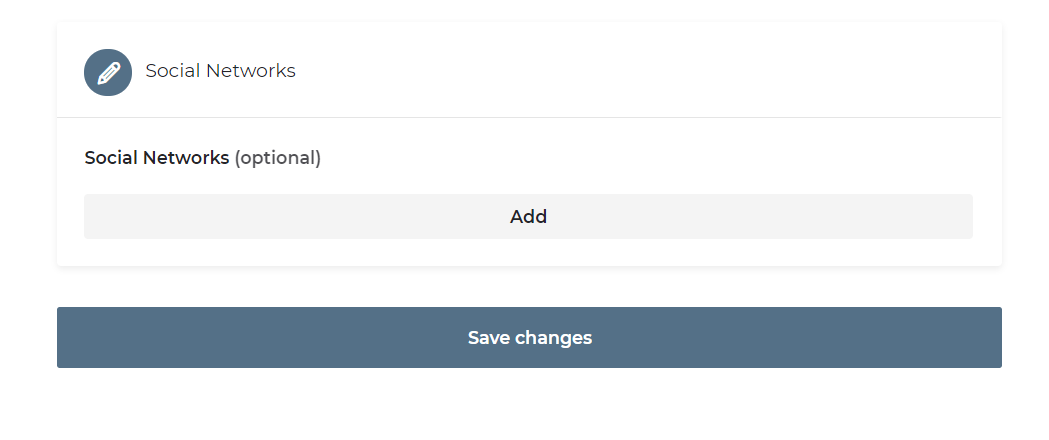 Social Networks
Social Networks (optional)
Add
Save changes